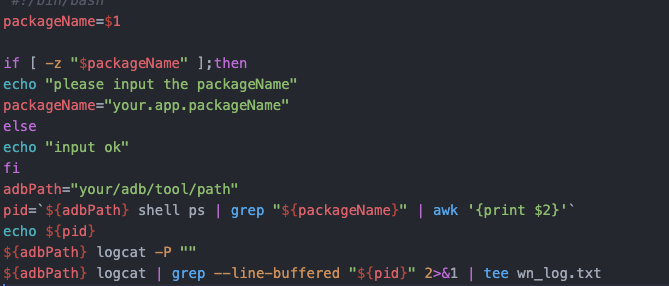 #!/bin/bash
packageName=$1
if [ -z "$packageName" ];then
echo "please input the packageName"
packageName="your.app.packageName"
else
echo "input ok"
fi
adbPath="your/adb/tool/path"
pid=`${adbPath} shell ps | grep "${packageName}" | awk '{print $2}'`
echo ${pid}
${adbPath} logcat -P ""
${adbPath} logcat | grep --line-buffered "${pid}" 2>&1 | tee wn_log.txt